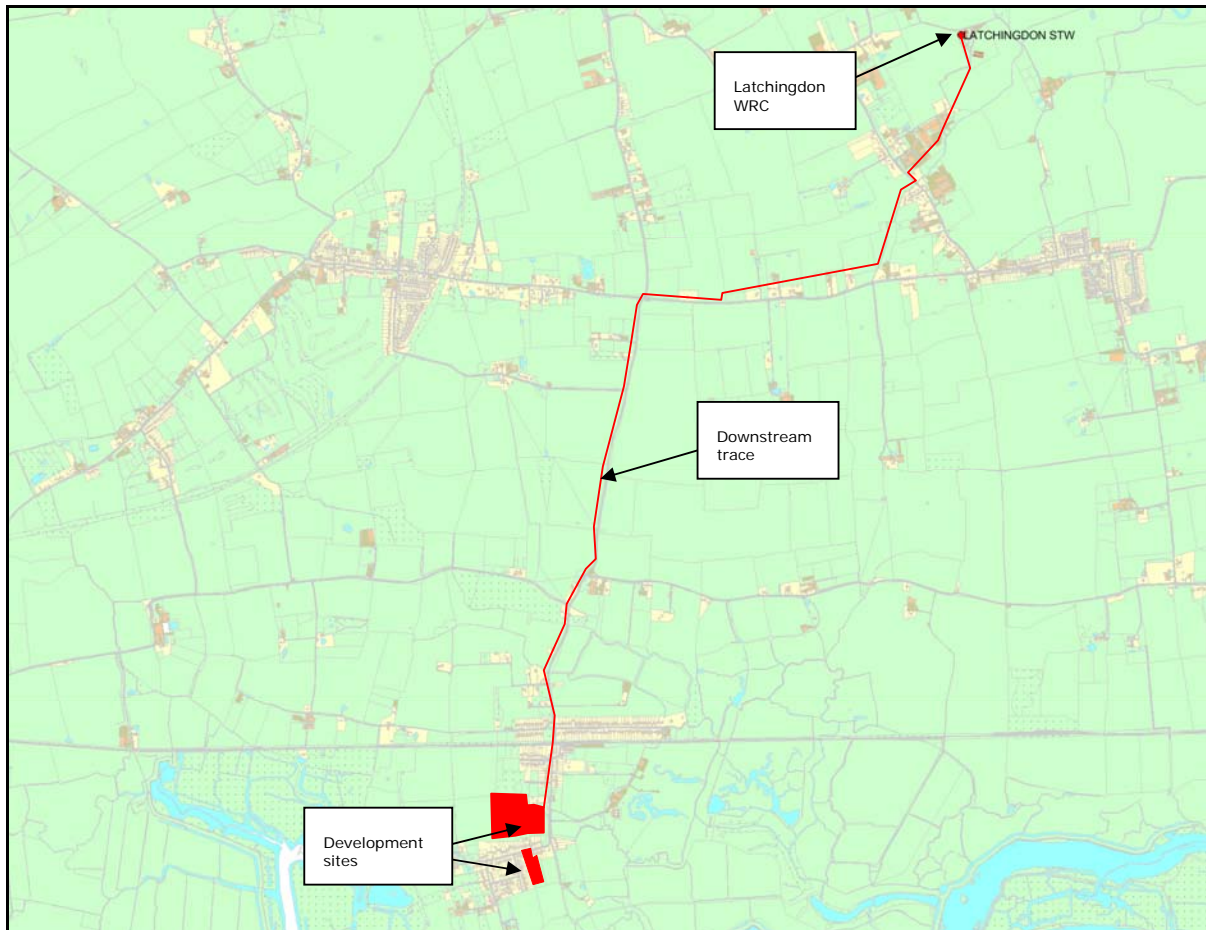 LATCHINGDON STW
Latchingdon
WRC
Downstream
trace
Development
sites